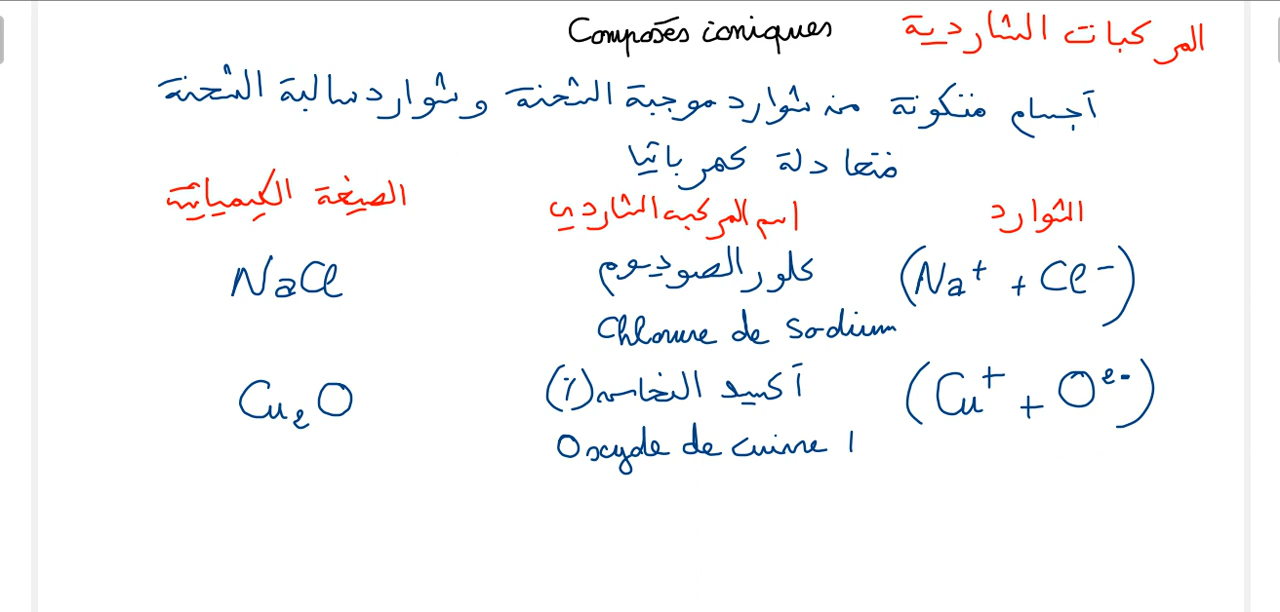 المركبات الشاردية Composés ioniques
أجسام متكونة من شوارد موجبة الشحنة وشوارد سالبة الشحنة
متعادلة كهربائيا
الشوارد اسم المركب الشاردي الصيغة الكيميائية
(Na⁺ + Cl⁻) كلور الصوديوم NaCl
Chlorure de Sodium
(Cu⁺ + O²⁻) أكسيد النحاس (I) Cu₂O
Oxyde de cuivre I